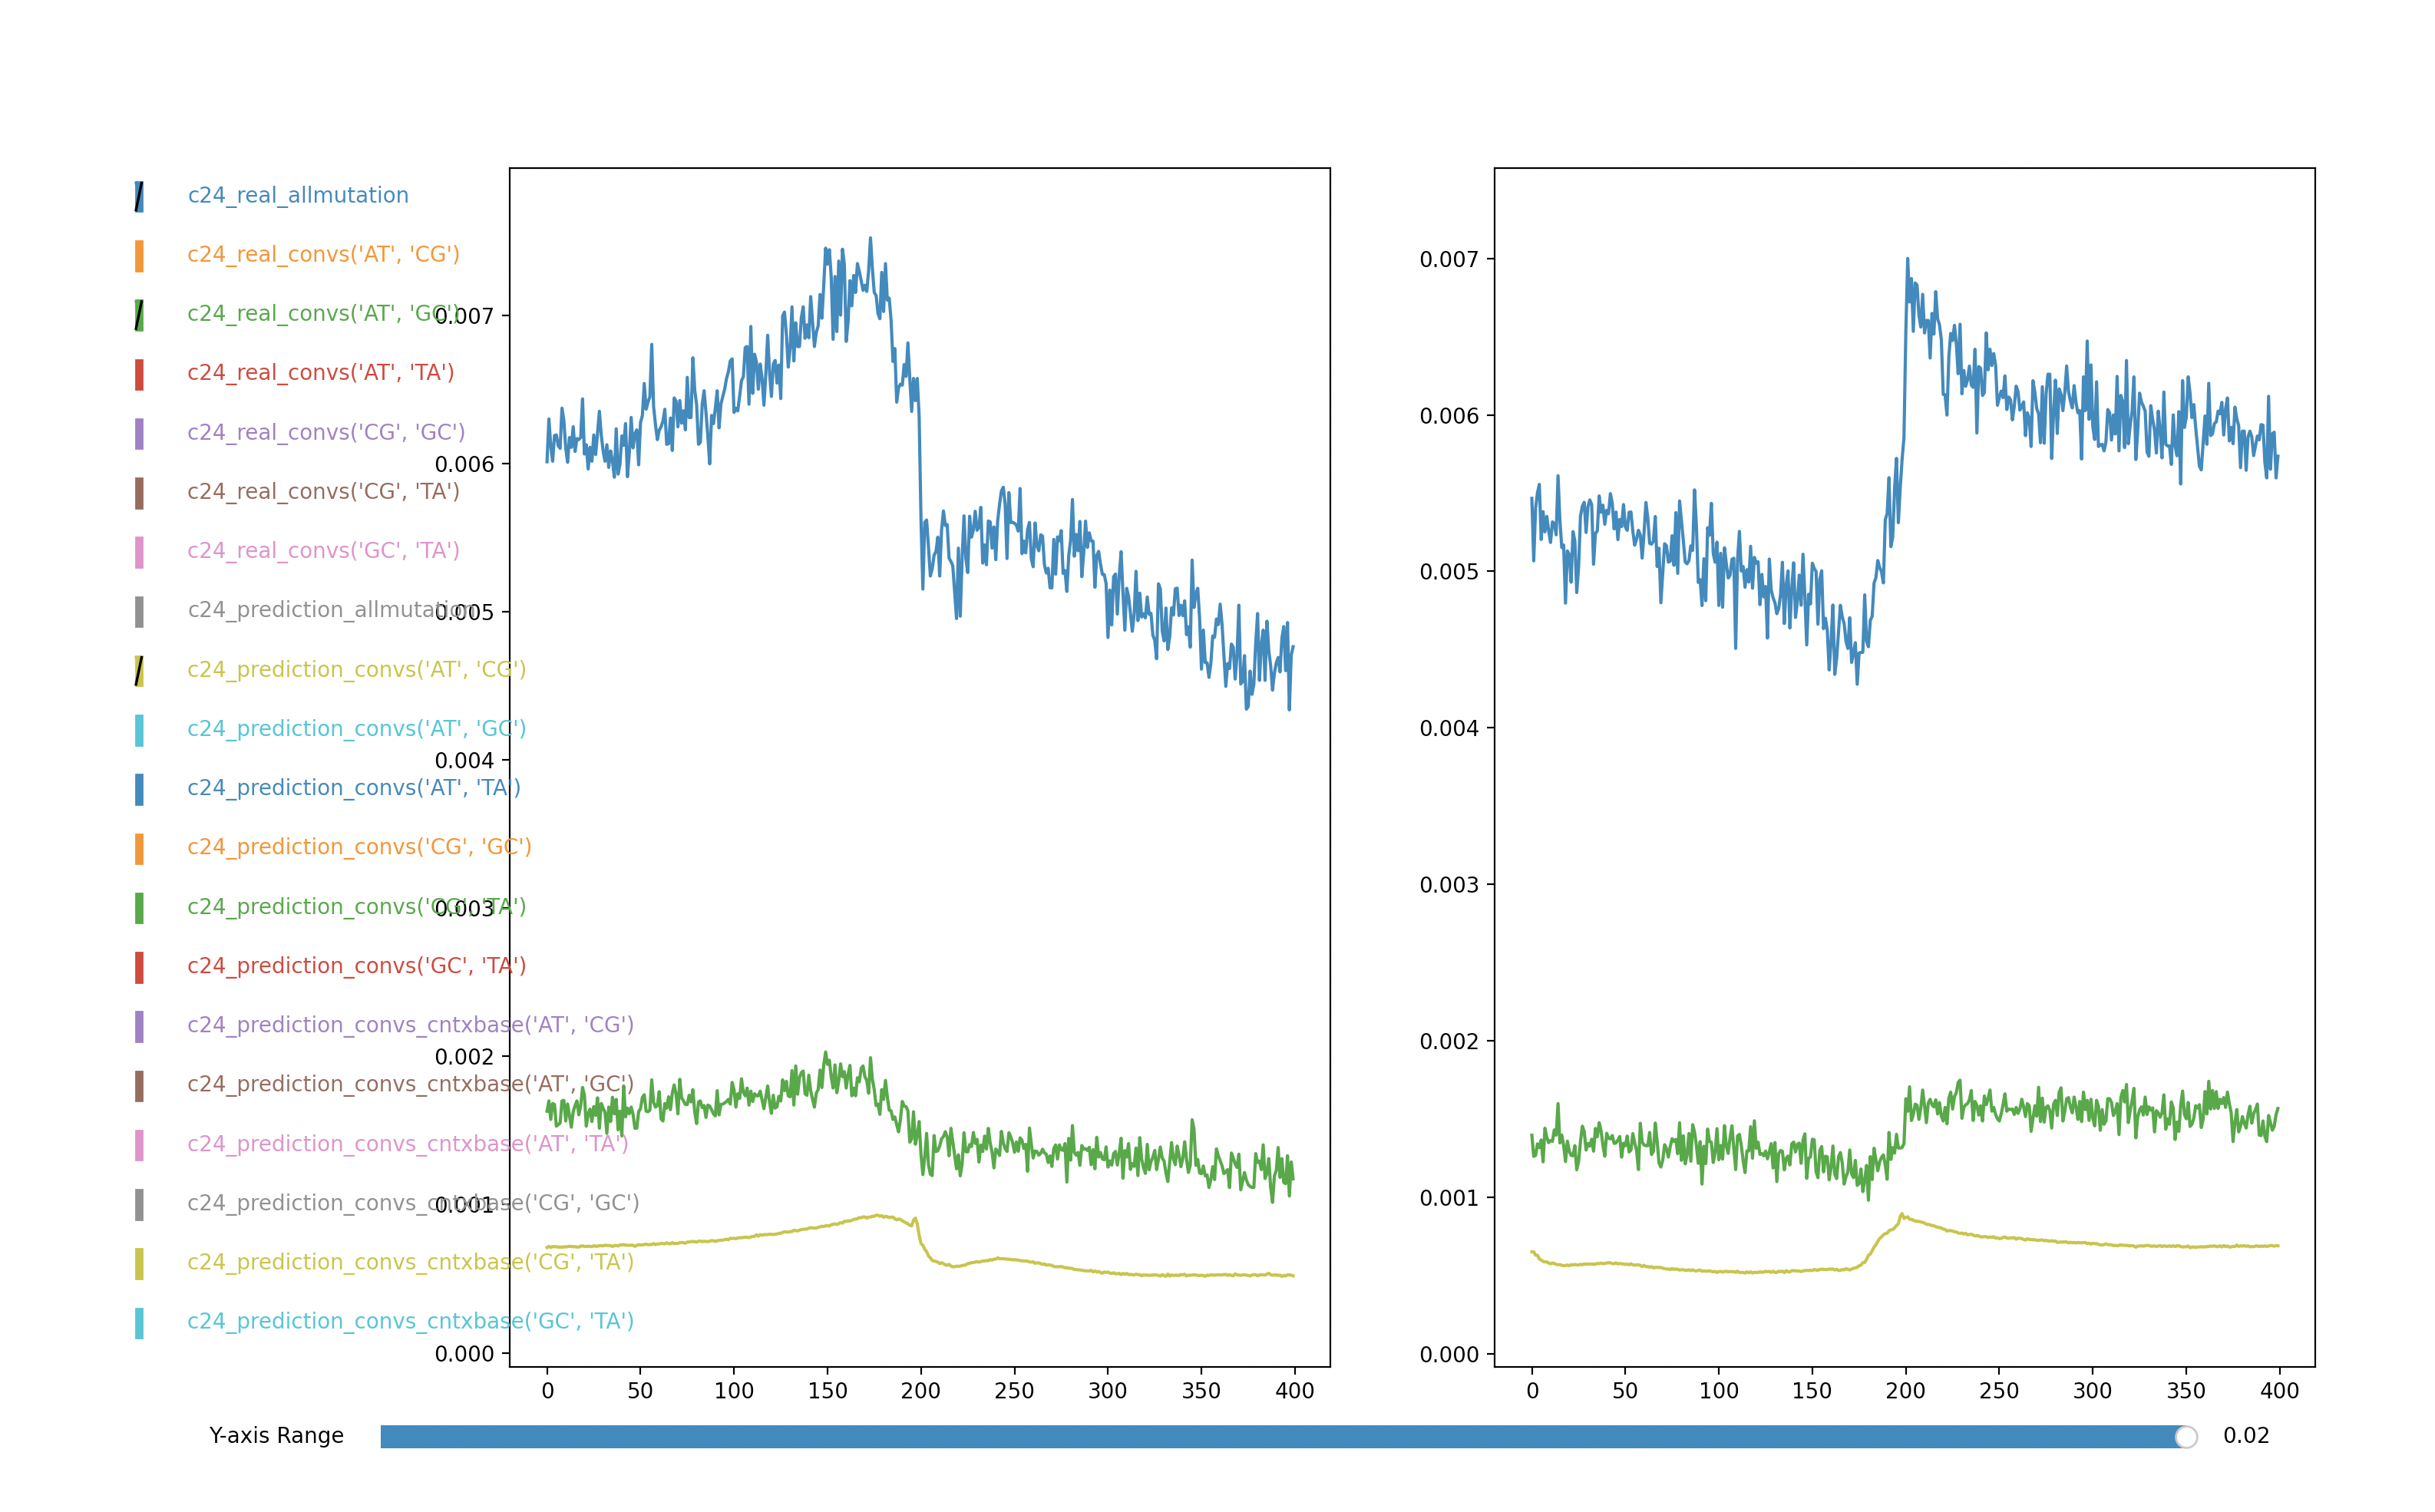 c24_real_allmutation
c24_real_convs('AT', 'CG')
c24_real_convs('AT', 'GC')
c24_real_convs('AT', 'TA')
c24_real_convs('CG', 'GC')
c24_real_convs('CG', 'TA')
c24_real_convs('GC', 'TA')
c24_prediction_allmutation
c24_prediction_convs('AT', 'CG')
c24_prediction_convs('AT', 'GC')
c24_prediction_convs('AT', 'TA')
c24_prediction_convs('CG', 'GC')
c24_prediction_convs('CG', 'TA')
c24_prediction_convs('GC', 'TA')
c24_prediction_convs_cntxbase('AT', 'CG')
c24_prediction_convs_cntxbase('AT', 'GC')
c24_prediction_convs_cntxbase('AT', 'TA')
c24_prediction_convs_cntxbase('CG', 'GC')
c24_prediction_convs_cntxbase('CG', 'TA')
c24_prediction_convs_cntxbase('GC', 'TA')
0.007
0.006
0.005
0.004
0.003
0.002
0.001
0.000
0 50 100 150 200 250 300 350 400
0.007
0.006
0.005
0.004
0.003
0.002
0.001
0.000
0 50 100 150 200 250 300 350 400
Y-axis Range 0.02